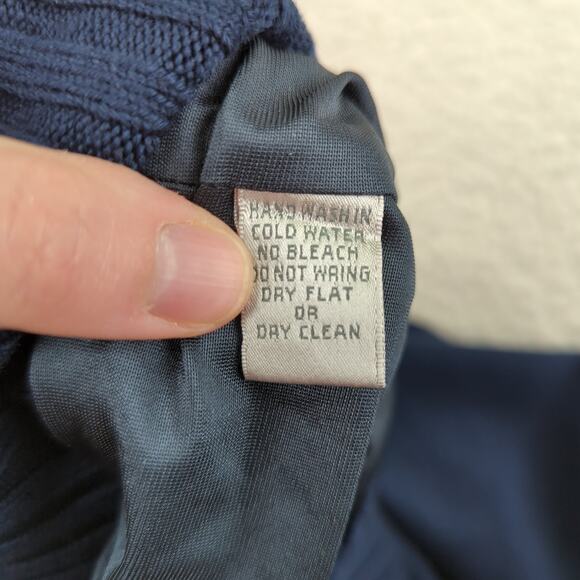 HAND WASH IN
COLD WATER
NO BLEACH
DO NOT WRING
DRY FLAT
OR
DRY CLEAN